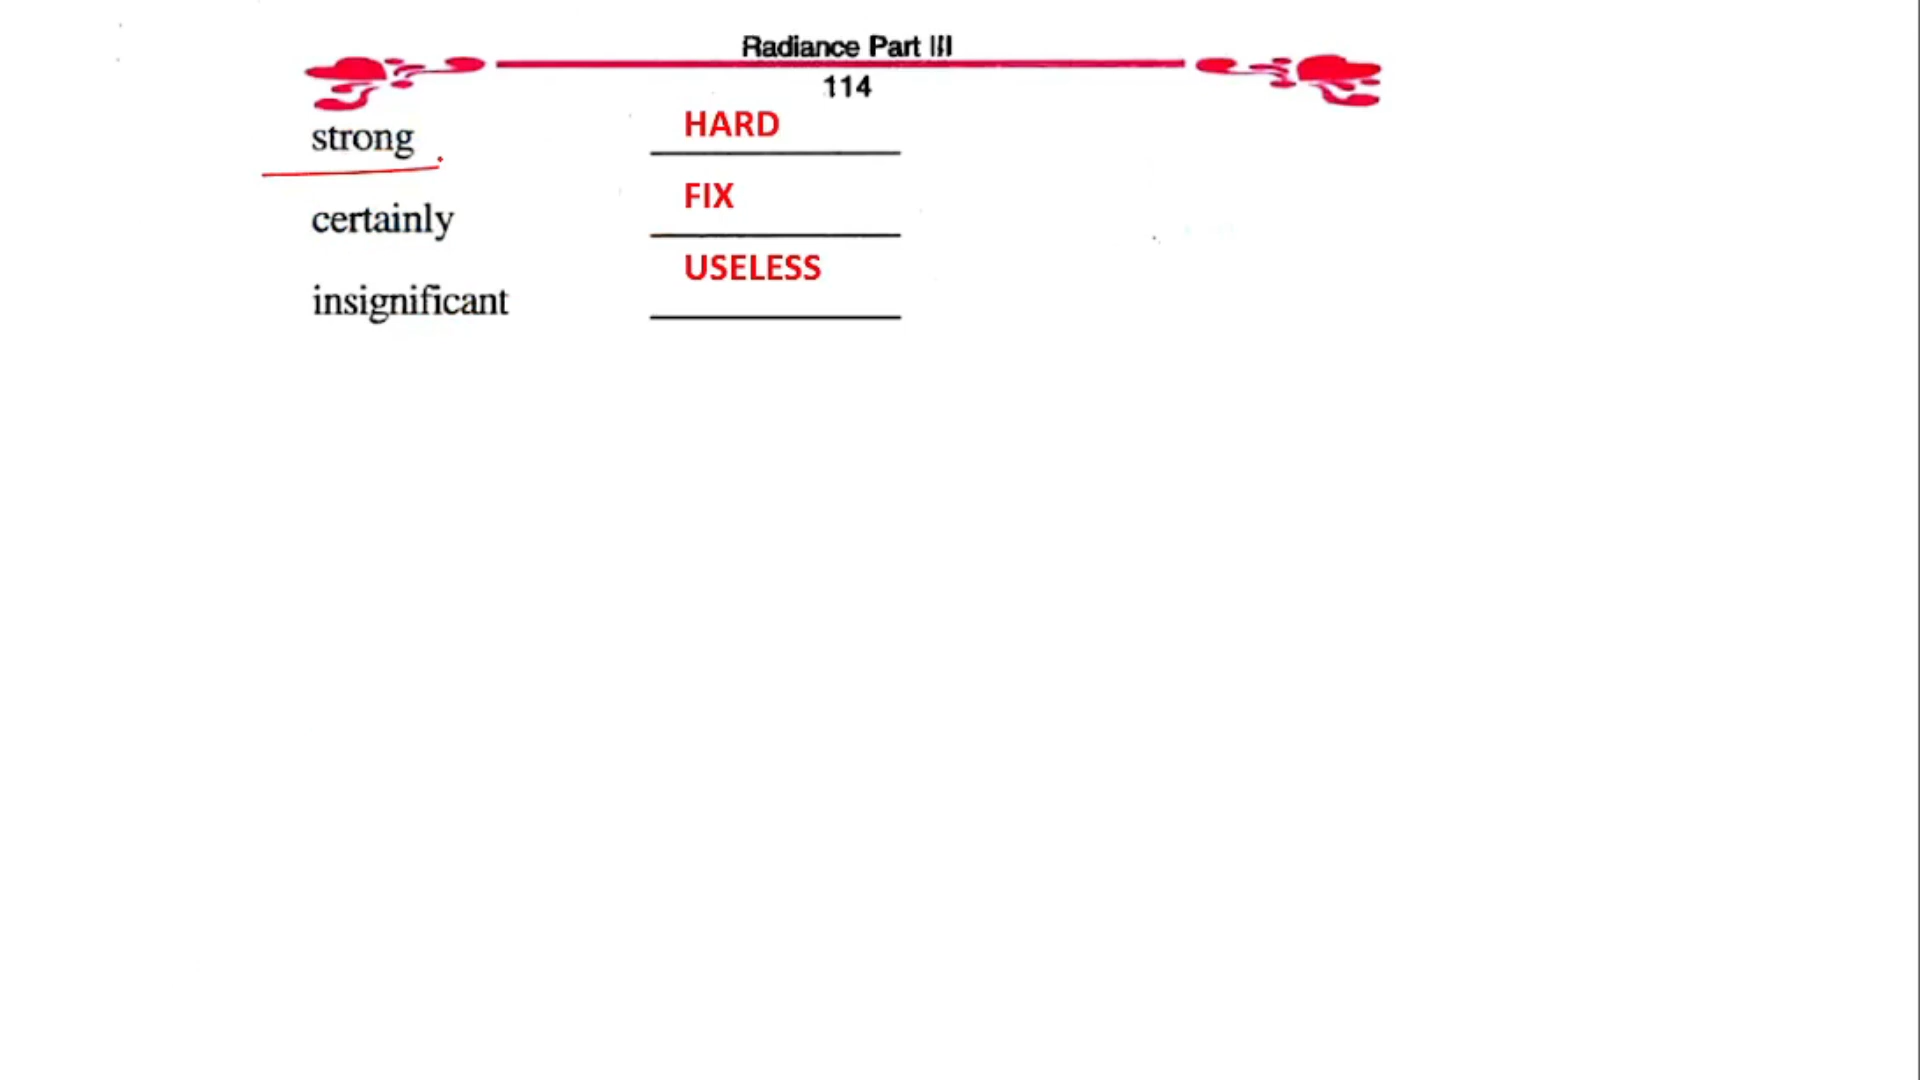 Radiance Part III
114
strong HARD
certainly FIX
insignificant USELESS